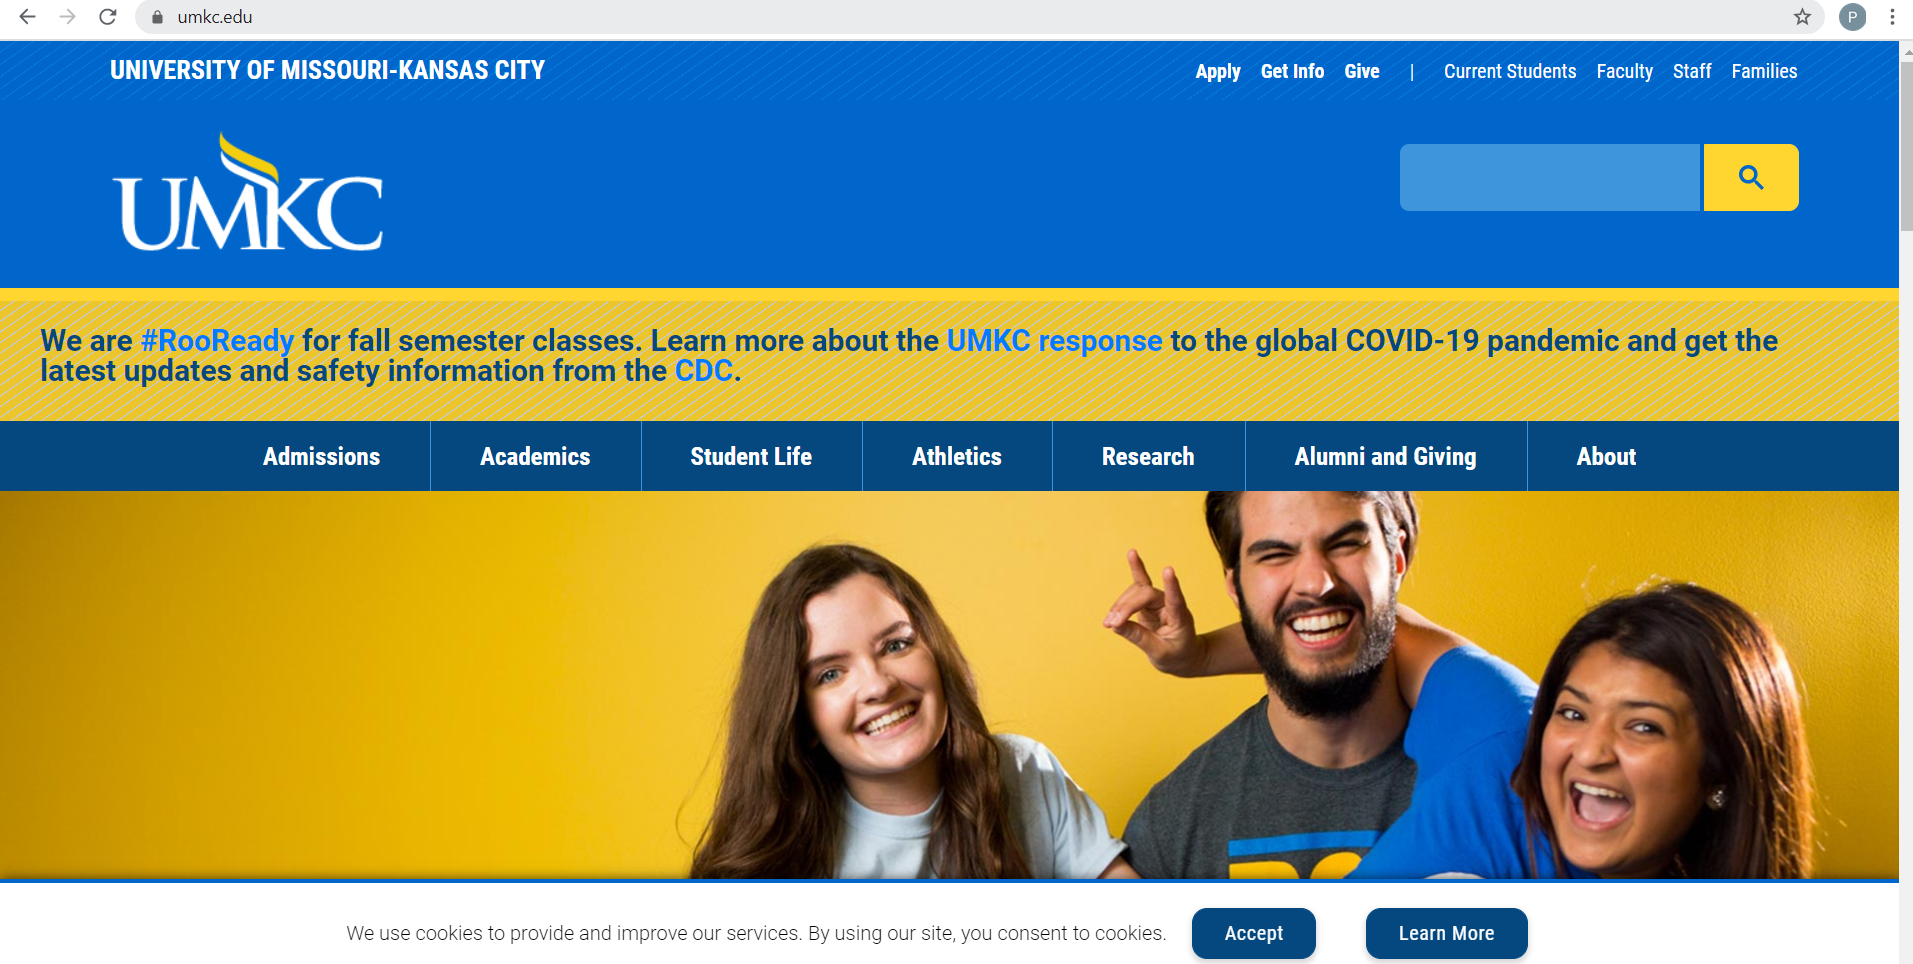 umkc.edu
P
UNIVERSITY OF MISSOURI-KANSAS CITY
Apply Get Info Give | Current Students Faculty Staff Families
UMKC
We are #RooReady for fall semester classes. Learn more about the UMKC response to the global COVID-19 pandemic and get the
latest updates and safety information from the CDC.
Admissions Academics Student Life Athletics Research Alumni and Giving About
We use cookies to provide and improve our services. By using our site, you consent to cookies. Accept Learn More